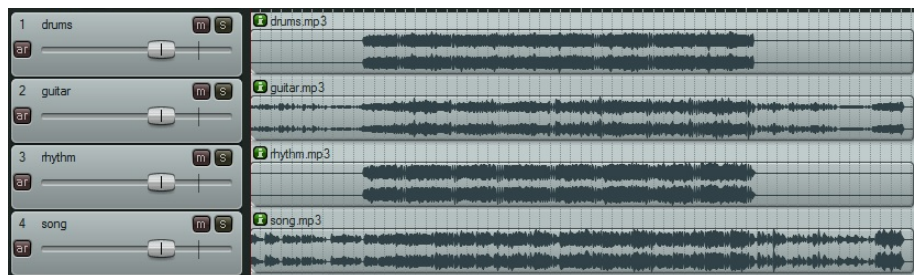 1 drums m s
drums.mp3
ar
2 guitar m s
guitar.mp3
ar
3 rhythm m s
rhythm.mp3
ar
4 song m s
song.mp3
ar